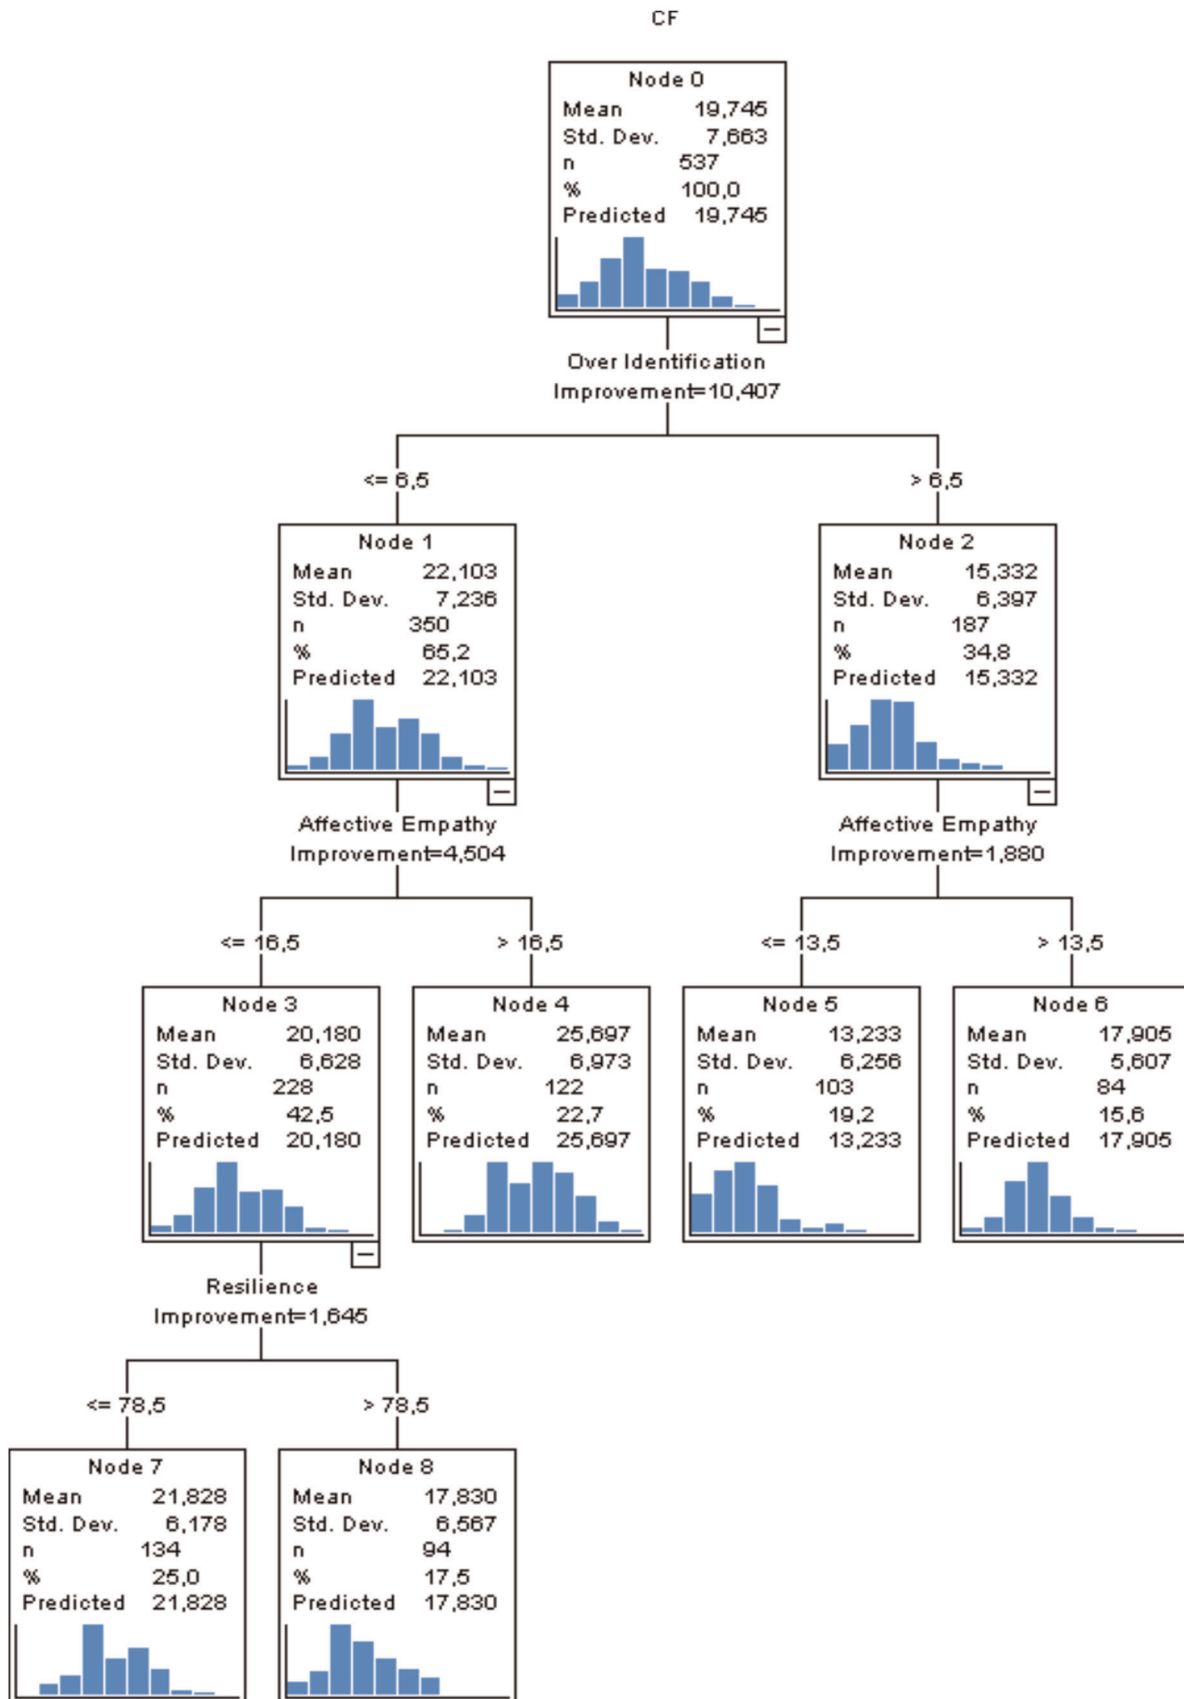 CF
Node 0
Mean 19,745
Std. Dev. 7,663
n 537
% 100,0
Predicted 19,745
Over Identification
Improvement=10,407
<= 6,5
> 6,5
Node 1
Mean 22,103
Std. Dev. 7,236
n 350
% 65,2
Predicted 22,103
Node 2
Mean 15,332
Std. Dev. 6,397
n 187
% 34,8
Predicted 15,332
Affective Empathy
Improvement=4,504
Affective Empathy
Improvement=1,880
<= 16,5
> 16,5
<= 13,5
> 13,5
Node 3
Mean 20,180
Std. Dev. 6,628
n 228
% 42,5
Predicted 20,180
Node 4
Mean 25,697
Std. Dev. 6,973
n 122
% 22,7
Predicted 25,697
Node 5
Mean 13,233
Std. Dev. 6,256
n 103
% 19,2
Predicted 13,233
Node 6
Mean 17,905
Std. Dev. 5,607
n 84
% 15,6
Predicted 17,905
Resilience
Improvement=1,645
<= 78,5
> 78,5
Node 7
Mean 21,828
Std. Dev. 6,178
n 134
% 25,0
Predicted 21,828
Node 8
Mean 17,830
Std. Dev. 6,567
n 94
% 17,5
Predicted 17,830